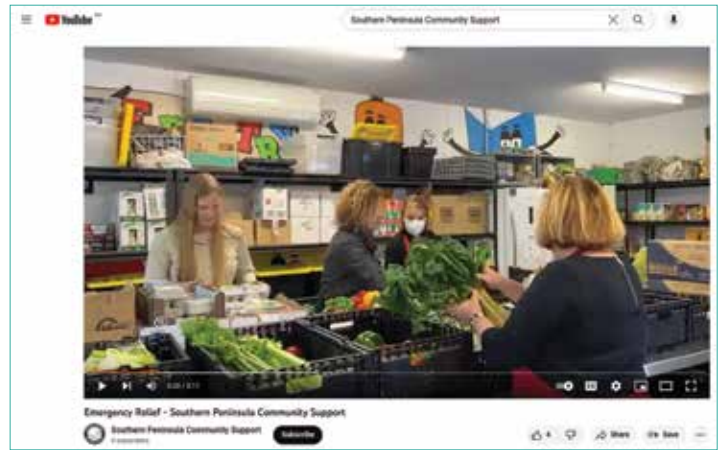 YouTube
Southern Peninsula Community Support
Emergency Relief - Southern Peninsula Community Support
Southern Peninsula Community Support
Subscribe
Share
Save